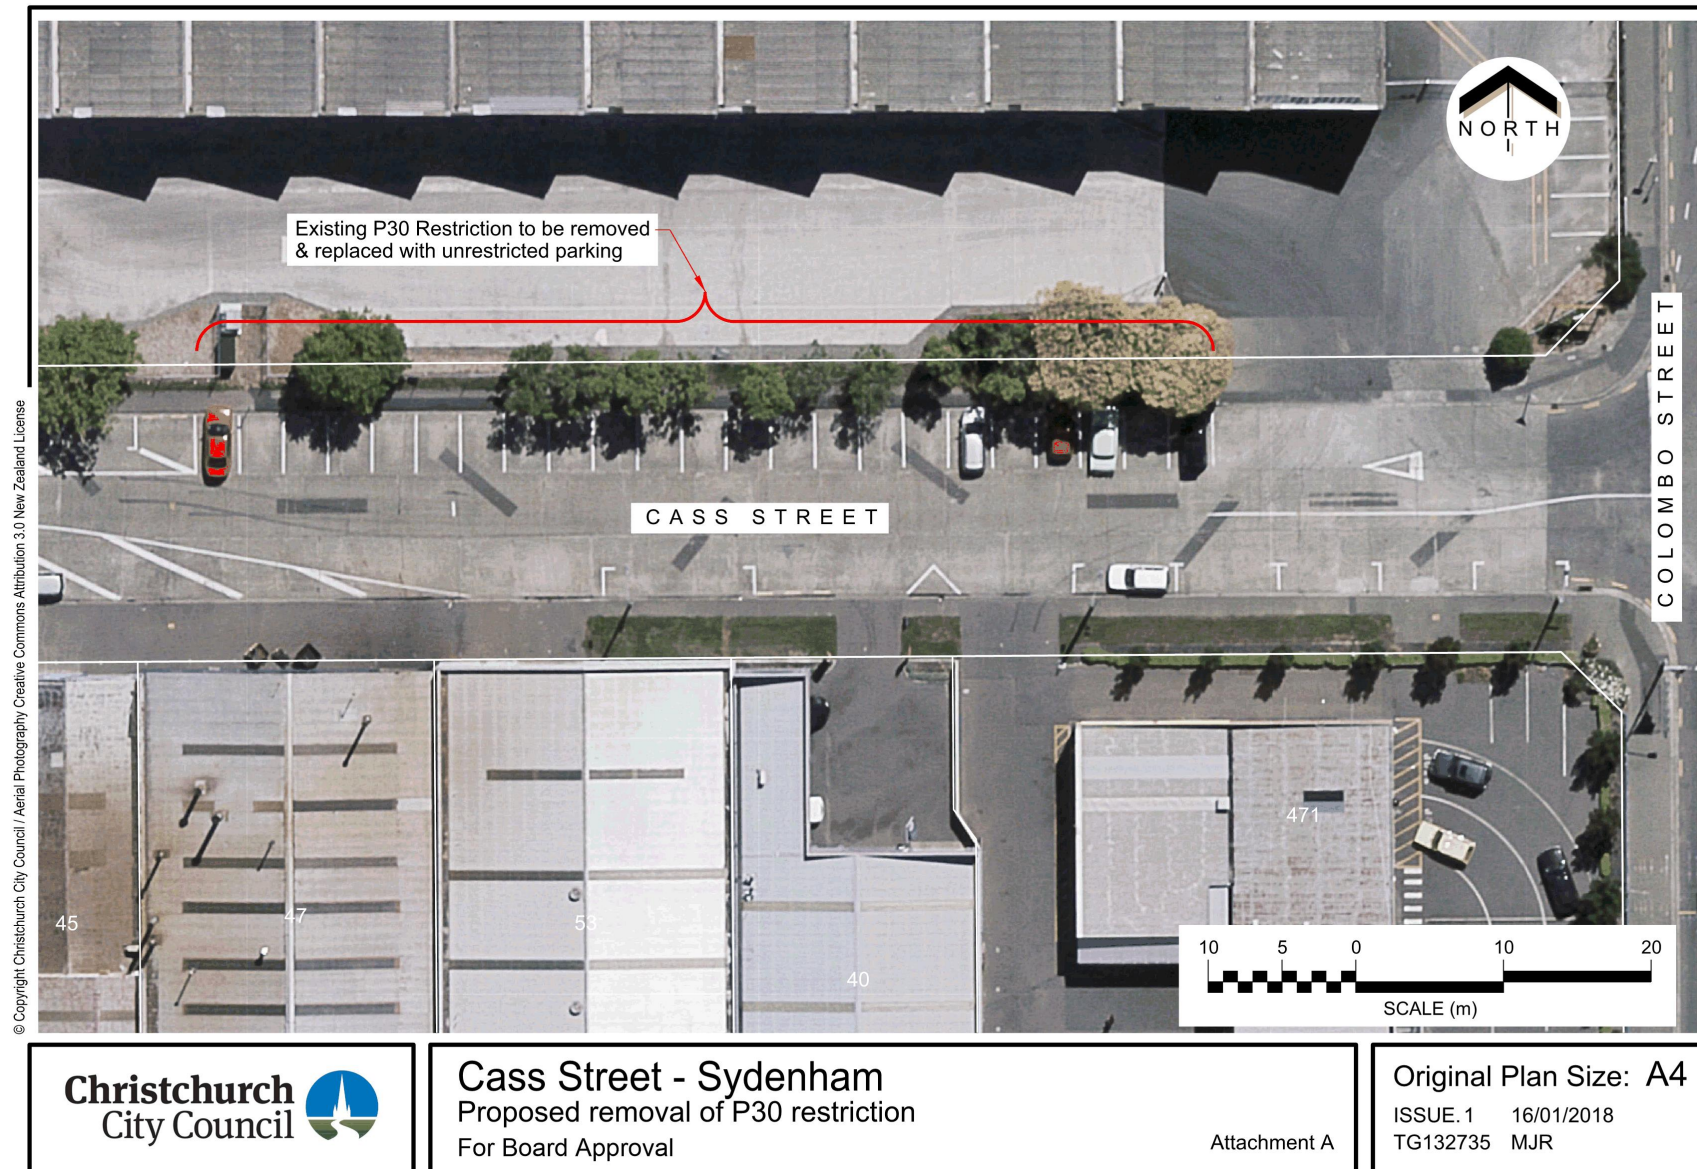 NORTH
Existing P30 Restriction to be removed
& replaced with unrestricted parking
CASS STREET
COLOMBO STREET
© Copyright Christchurch City Council / Aerial Photography Creative Commons Attribution 3.0 New Zealand License
45
47
53
40
471
10 5 0 10 20
SCALE (m)
Christchurch
City Council
Cass Street - Sydenham
Proposed removal of P30 restriction
For Board Approval
Attachment A
Original Plan Size: A4
ISSUE. 1 16/01/2018
TG132735 MJR